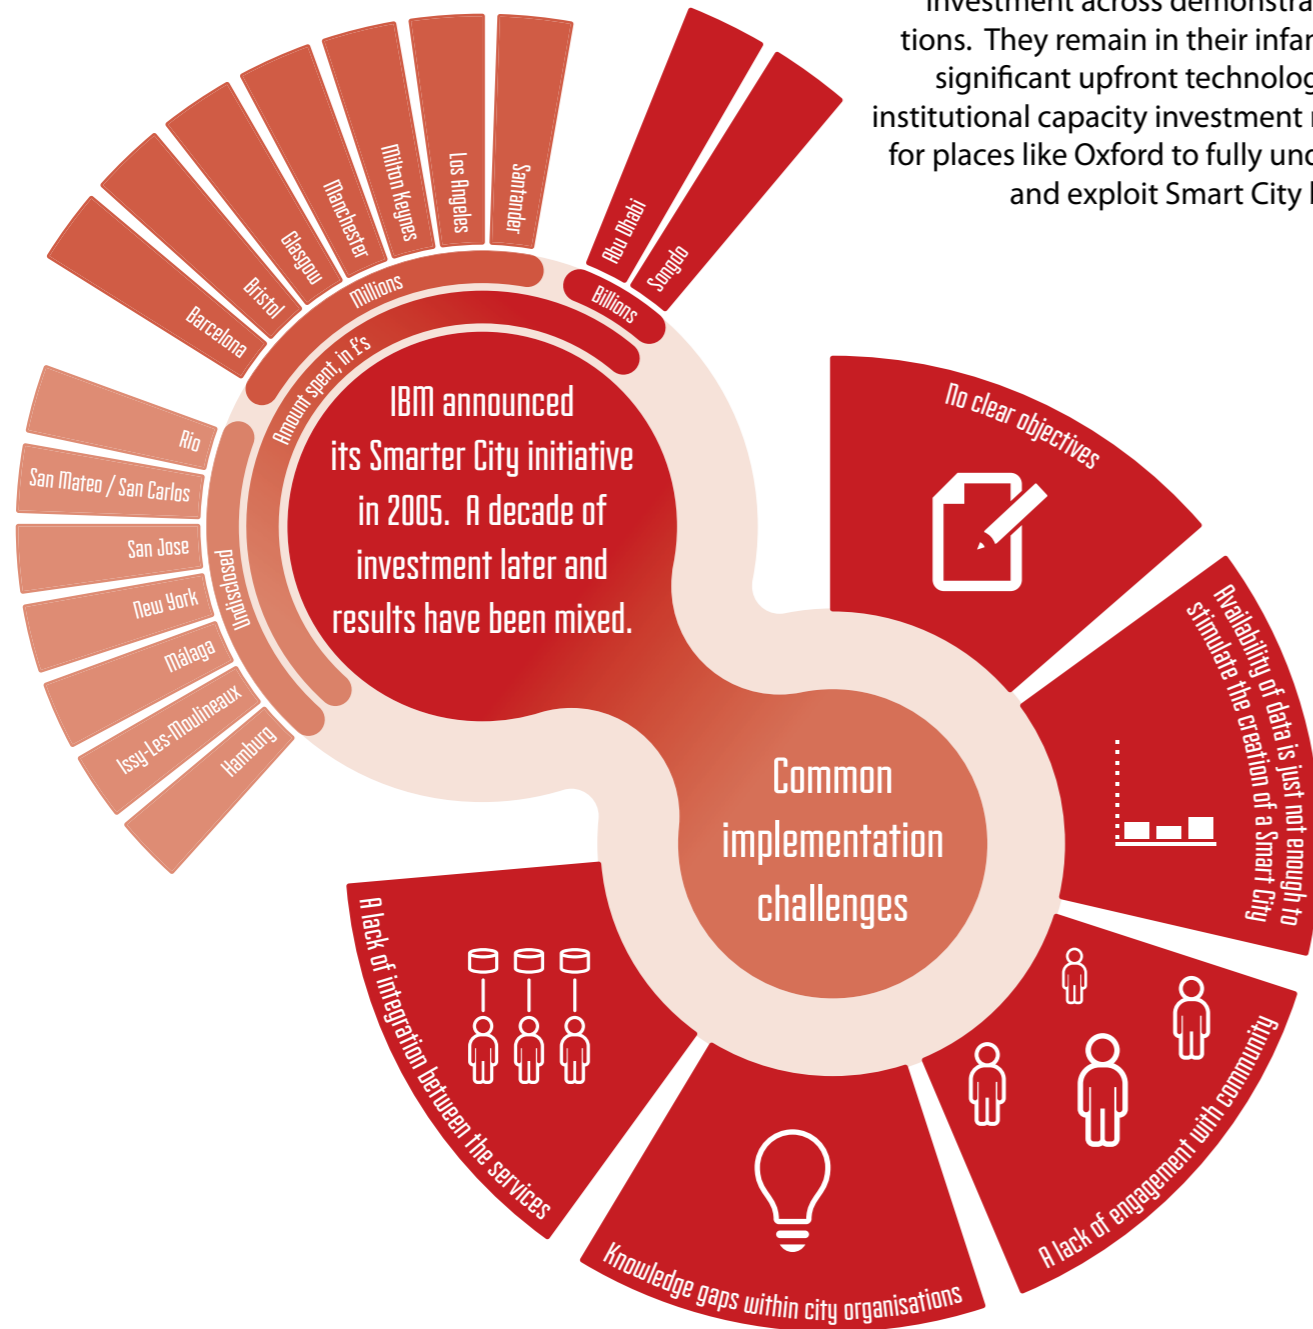 investment across demonstra
tions. They remain in their infan
significant upfront technolog
institutional capacity investment
for places like Oxford to fully und
and exploit Smart City
Barcelona
Bristol
Glasgow
Manchester
Milton Keynes
Los Angeles
Santander
Abu Dhabi
Songdo
Millions
Billions
Amount spent, in £'s
Undisclosed
Rio
San Mateo / San Carlos
San Jose
New York
Málaga
Issy-Les-Moulineaux
Hamburg
IBM announced
its Smarter City initiative
in 2005. A decade of
investment later and
results have been mixed.
Common
implementation
challenges
No clear objectives
Availability of data is just not enough to
stimulate the creation of a Smart City
A lack of engagement with community
Knowledge gaps within city organisations
A lack of integration between the services